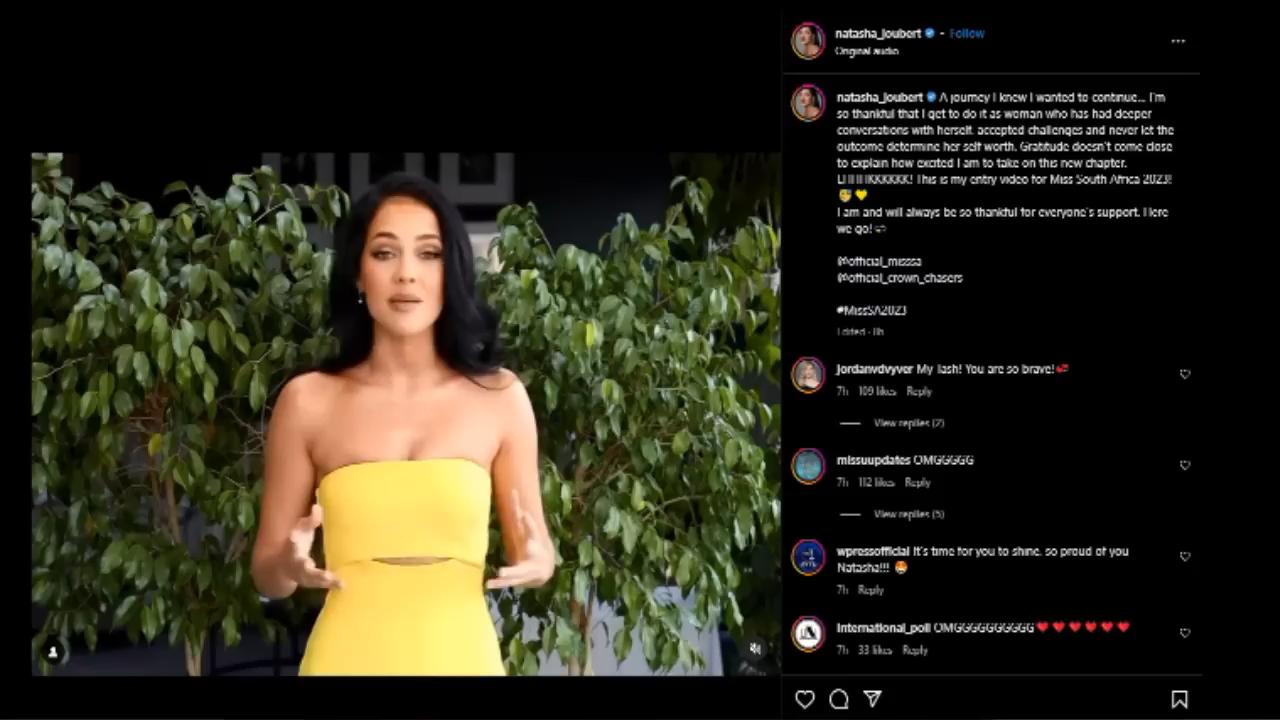 natasha_joubert • Follow
Original audio
natasha_joubert A journey I knew I wanted to continue... I'm
so thankful that I get to do it as woman who has had deeper
conversations with herself, accepted challenges and never let the
outcome determine her self worth. Gratitude doesn't come close
to explain how excited I am to take on this new chapter.
This is my entry video for Miss South Africa 2023!
I am and will always be so thankful for everyone's support. Here
we go!
@official_misssa
@official_crown_chasers
#MissSA2023
Edited · 8h
jordanvdvyver My Tash! You are so brave!
7h 109 likes Reply
View replies (2)
missuupdates OMGGGGG
7h 112 likes Reply
View replies (5)
wpressofficial It's time for you to shine, so proud of you
Natasha!!!
7h Reply
international_poll OMGGGGGGGGGG
7h 33 likes Reply